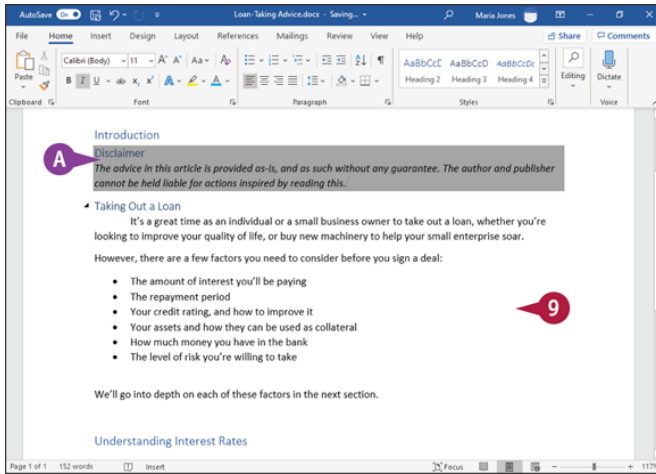 AutoSave On Loan-Taking Advice.docx - Saving... Maria Jones
File Home Insert Design Layout References Mailings Review View Help Share Comments
Calibri (Body) 11 A A Aa A AaBbCcC AaBbCcD AaBbCcDc
Paste B I U ab x, x² A A Heading 2 Heading 3 Heading 4 Editing Dictate
Clipboard Font Paragraph Styles Voice
Introduction
A
Disclaimer
The advice in this article is provided as-is, and as such without any guarantee. The author and publisher
cannot be held liable for actions inspired by reading this.
Taking Out a Loan
It's a great time as an individual or a small business owner to take out a loan, whether you're
looking to improve your quality of life, or buy new machinery to help your small enterprise soar.
However, there are a few factors you need to consider before you sign a deal:
• The amount of interest you'll be paying
• The repayment period
• Your credit rating, and how to improve it
9
• Your assets and how they can be used as collateral
• How much money you have in the bank
• The level of risk you're willing to take
We'll go into depth on each of these factors in the next section.
Understanding Interest Rates
Page 1 of 1 152 words Insert Focus 117%